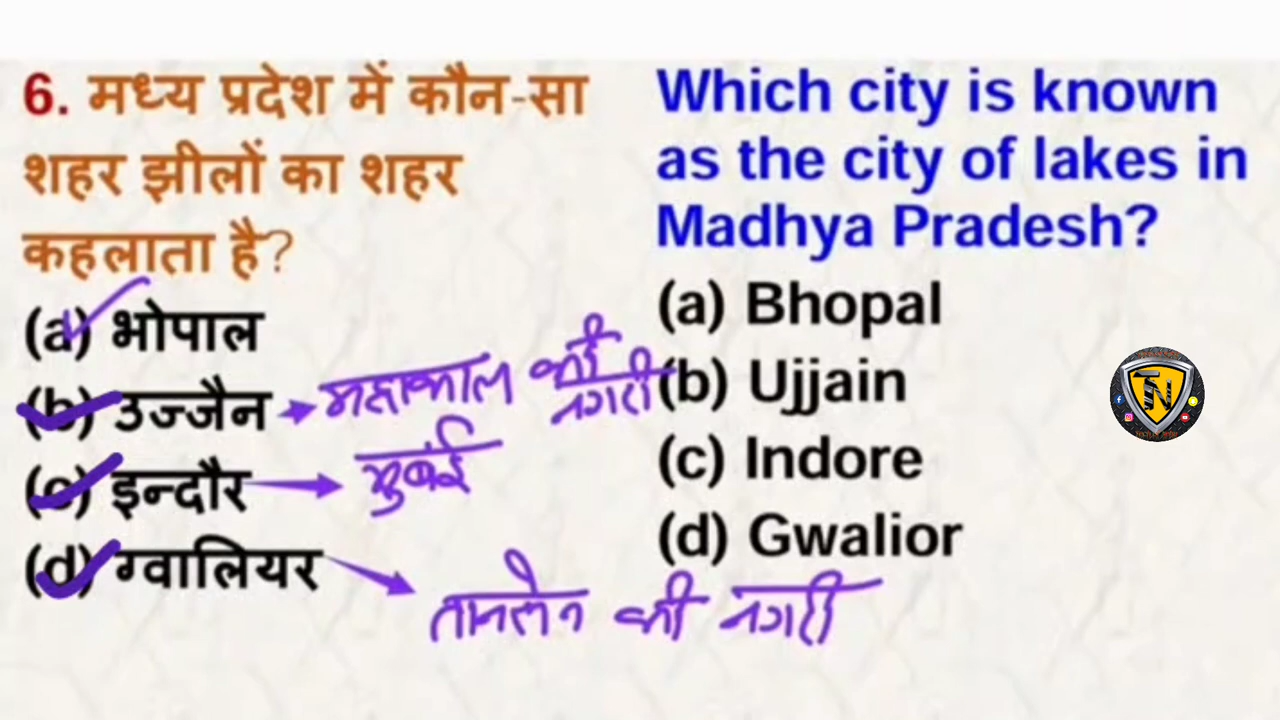 6. मध्य प्रदेश में कौन-सा
शहर झीलों का शहर
कहलाता है?
(a) भोपाल
(b) उज्जैन → महाकाल की नगरी
(c) इन्दौर → मुबंई
(d) ग्वालियर → तानसेन की नगरी
Which city is known
as the city of lakes in
Madhya Pradesh?
(a) Bhopal
(b) Ujjain
(c) Indore
(d) Gwalior
TN